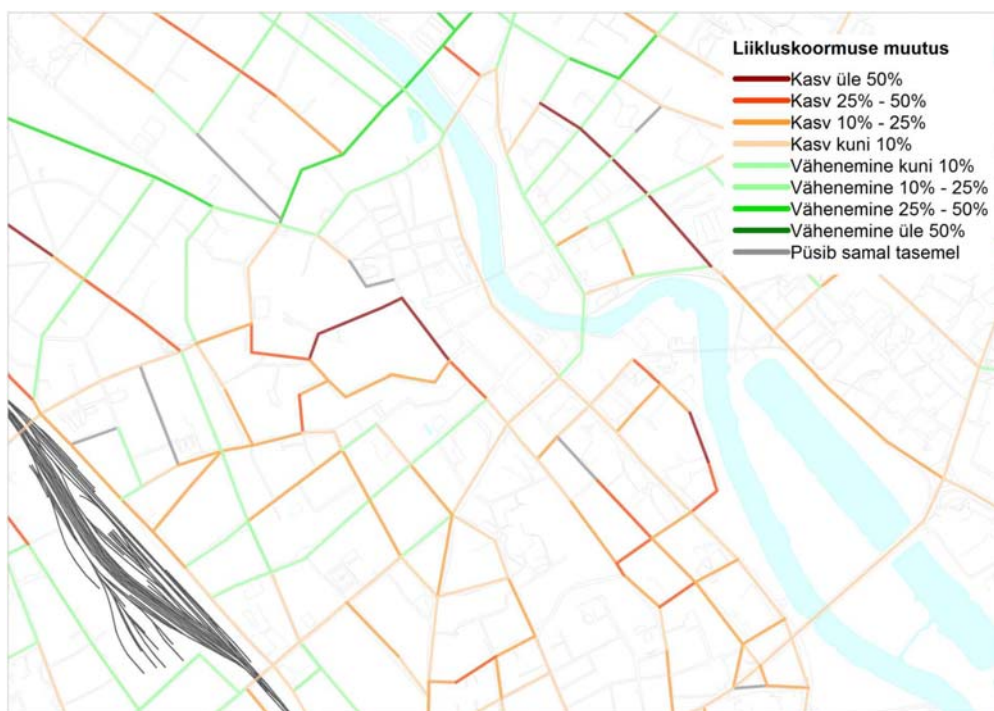 Liikluskoormuse muutus
Kasv üle 50%
Kasv 25% - 50%
Kasv 10% - 25%
Kasv kuni 10%
Vähenemine kuni 10%
Vähenemine 10% - 25%
Vähenemine 25% - 50%
Vähenemine üle 50%
Püsib samal tasemel